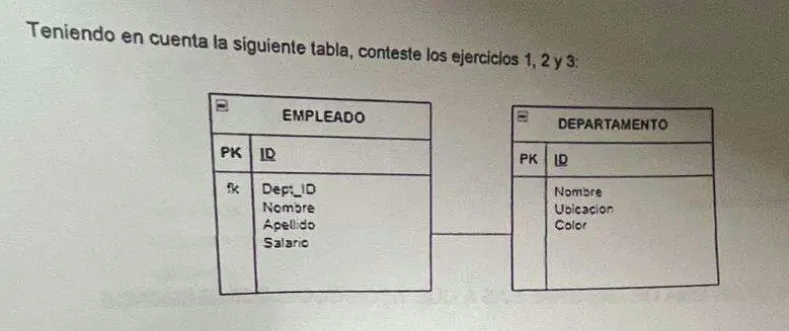 Teniendo en cuenta la siguiente tabla, conteste los ejercicios 1, 2 y 3:
EMPLEADO
PK ID
fk Dept_ID
Nombre
Apellido
Salario
DEPARTAMENTO
PK ID
Nombre
Ubicacion
Color